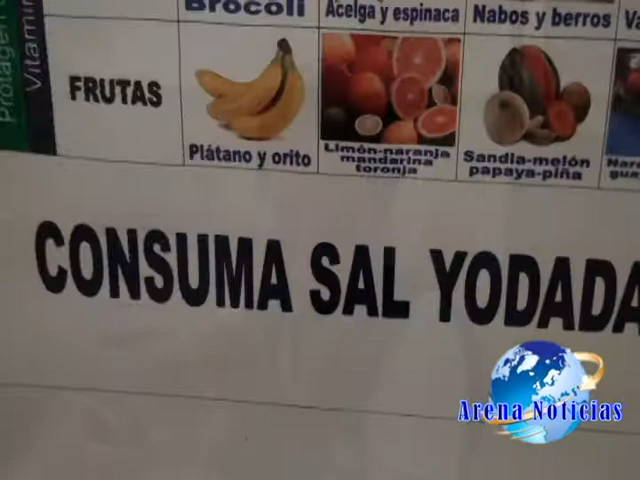 Brocoli
Acelga y espinaca
Nabos y berros
FRUTAS
Plátano y orito
Limón-naranja
mandarina
toronja
Sandia-melón
papaya-piña
CONSUMA SAL YODADA
Arena Noticias